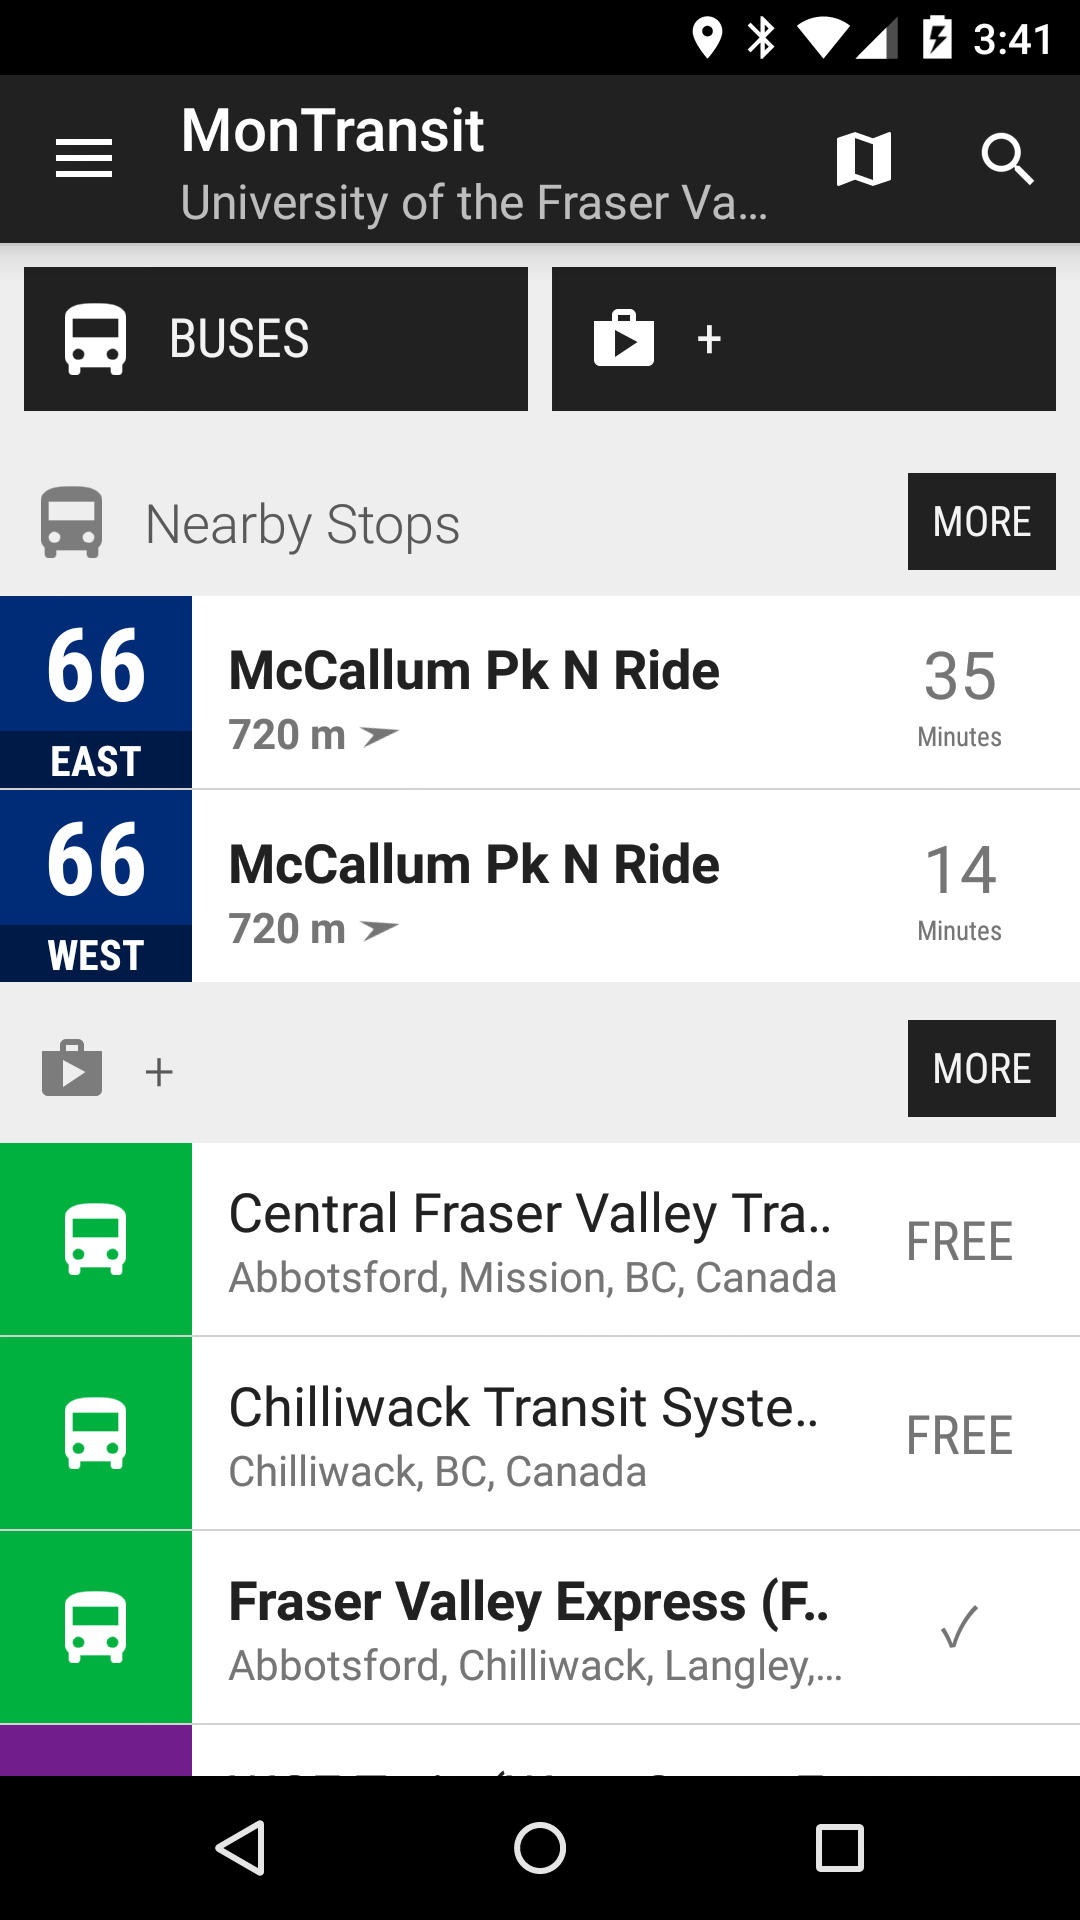 3:41
MonTransit
University of the Fraser Va...
BUSES
+
Nearby Stops
MORE
66
EAST
McCallum Pk N Ride
720 m
35
Minutes
66
WEST
McCallum Pk N Ride
720 m
14
Minutes
+
MORE
Central Fraser Valley Tra..
Abbotsford, Mission, BC, Canada
FREE
Chilliwack Transit Syste..
Chilliwack, BC, Canada
FREE
Fraser Valley Express (F..
Abbotsford, Chilliwack, Langley,...
✓